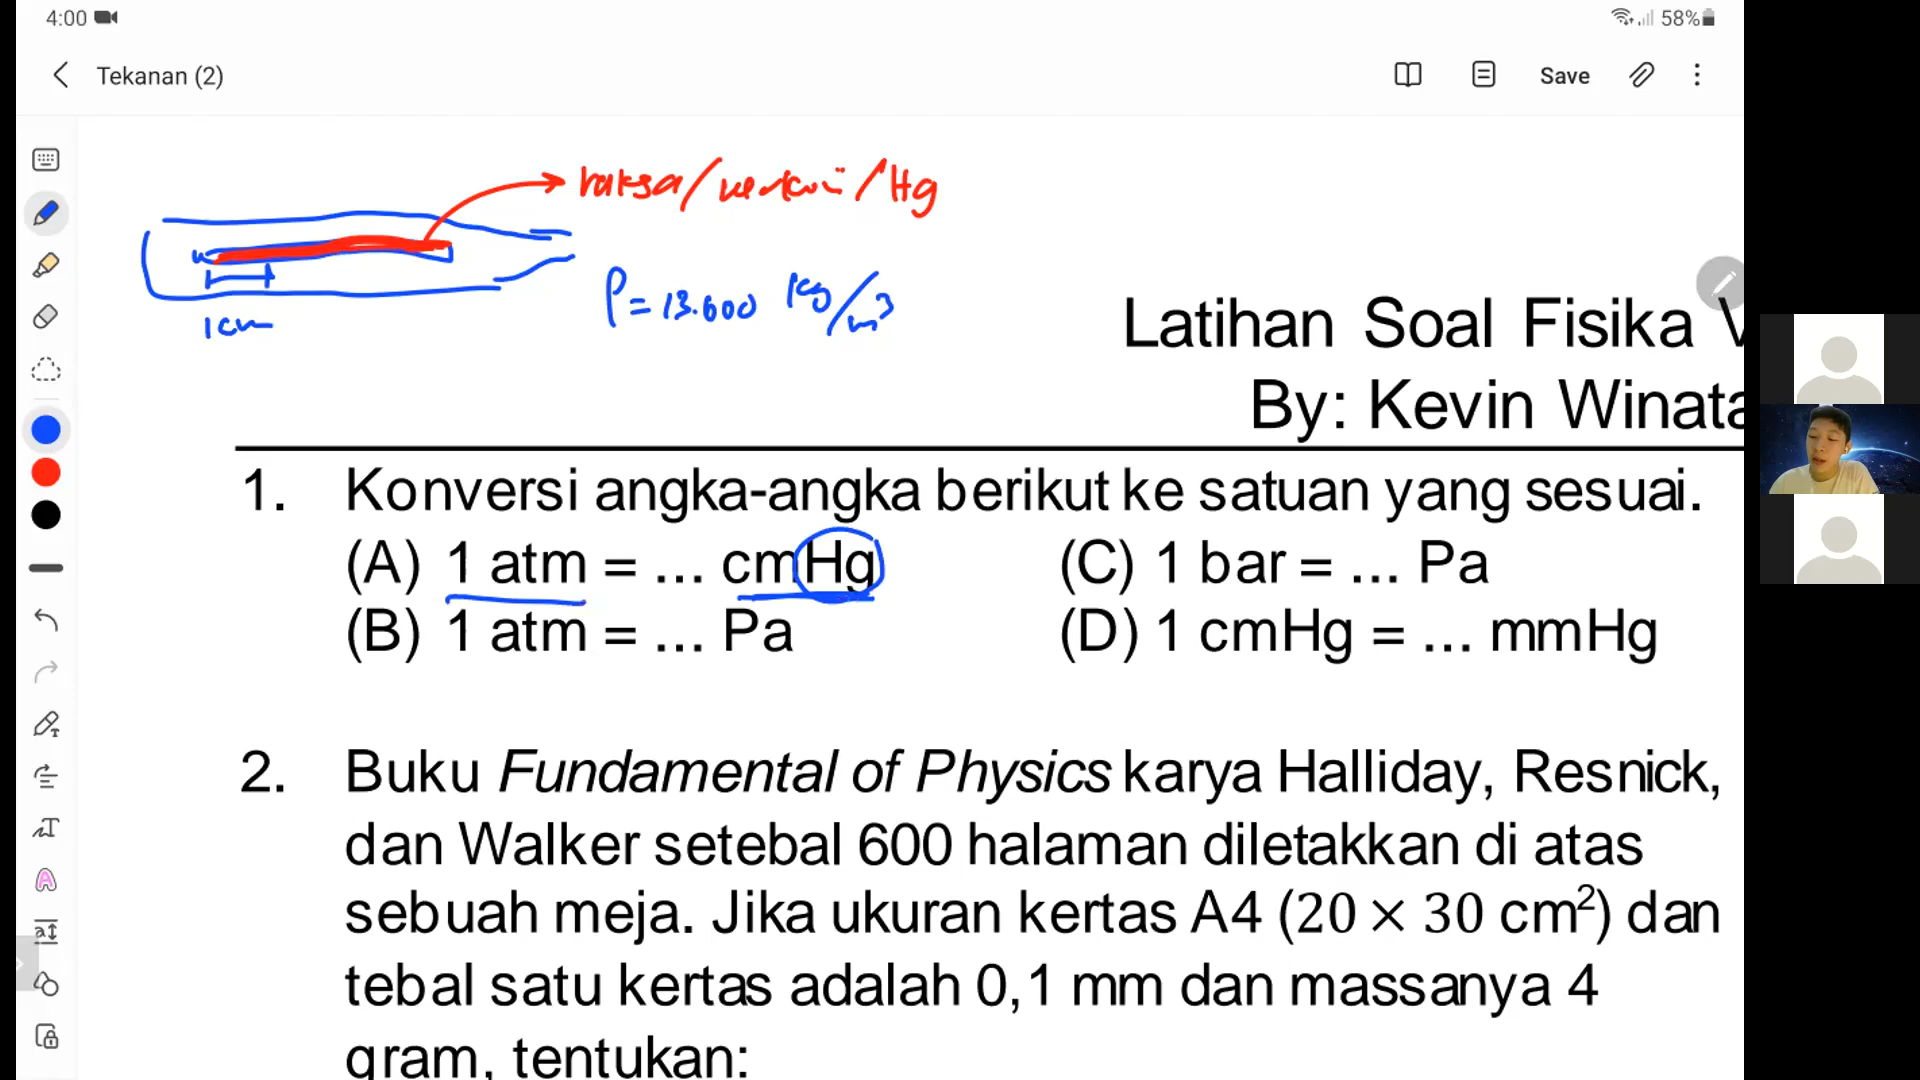 4:00
58%
Tekanan (2)
Save
raksa/merkuri/Hg
1cm
ρ = 13.600 kg/m³
Latihan Soal Fisika
By: Kevin Winata
1. Konversi angka-angka berikut ke satuan yang sesuai.
(A) 1 atm = ... cmHg (C) 1 bar = ... Pa
(B) 1 atm = ... Pa (D) 1 cmHg = ... mmHg
2. Buku Fundamental of Physics karya Halliday, Resnick,
dan Walker setebal 600 halaman diletakkan di atas
sebuah meja. Jika ukuran kertas A4 (20 × 30 cm²) dan
tebal satu kertas adalah 0,1 mm dan massanya 4
gram, tentukan: